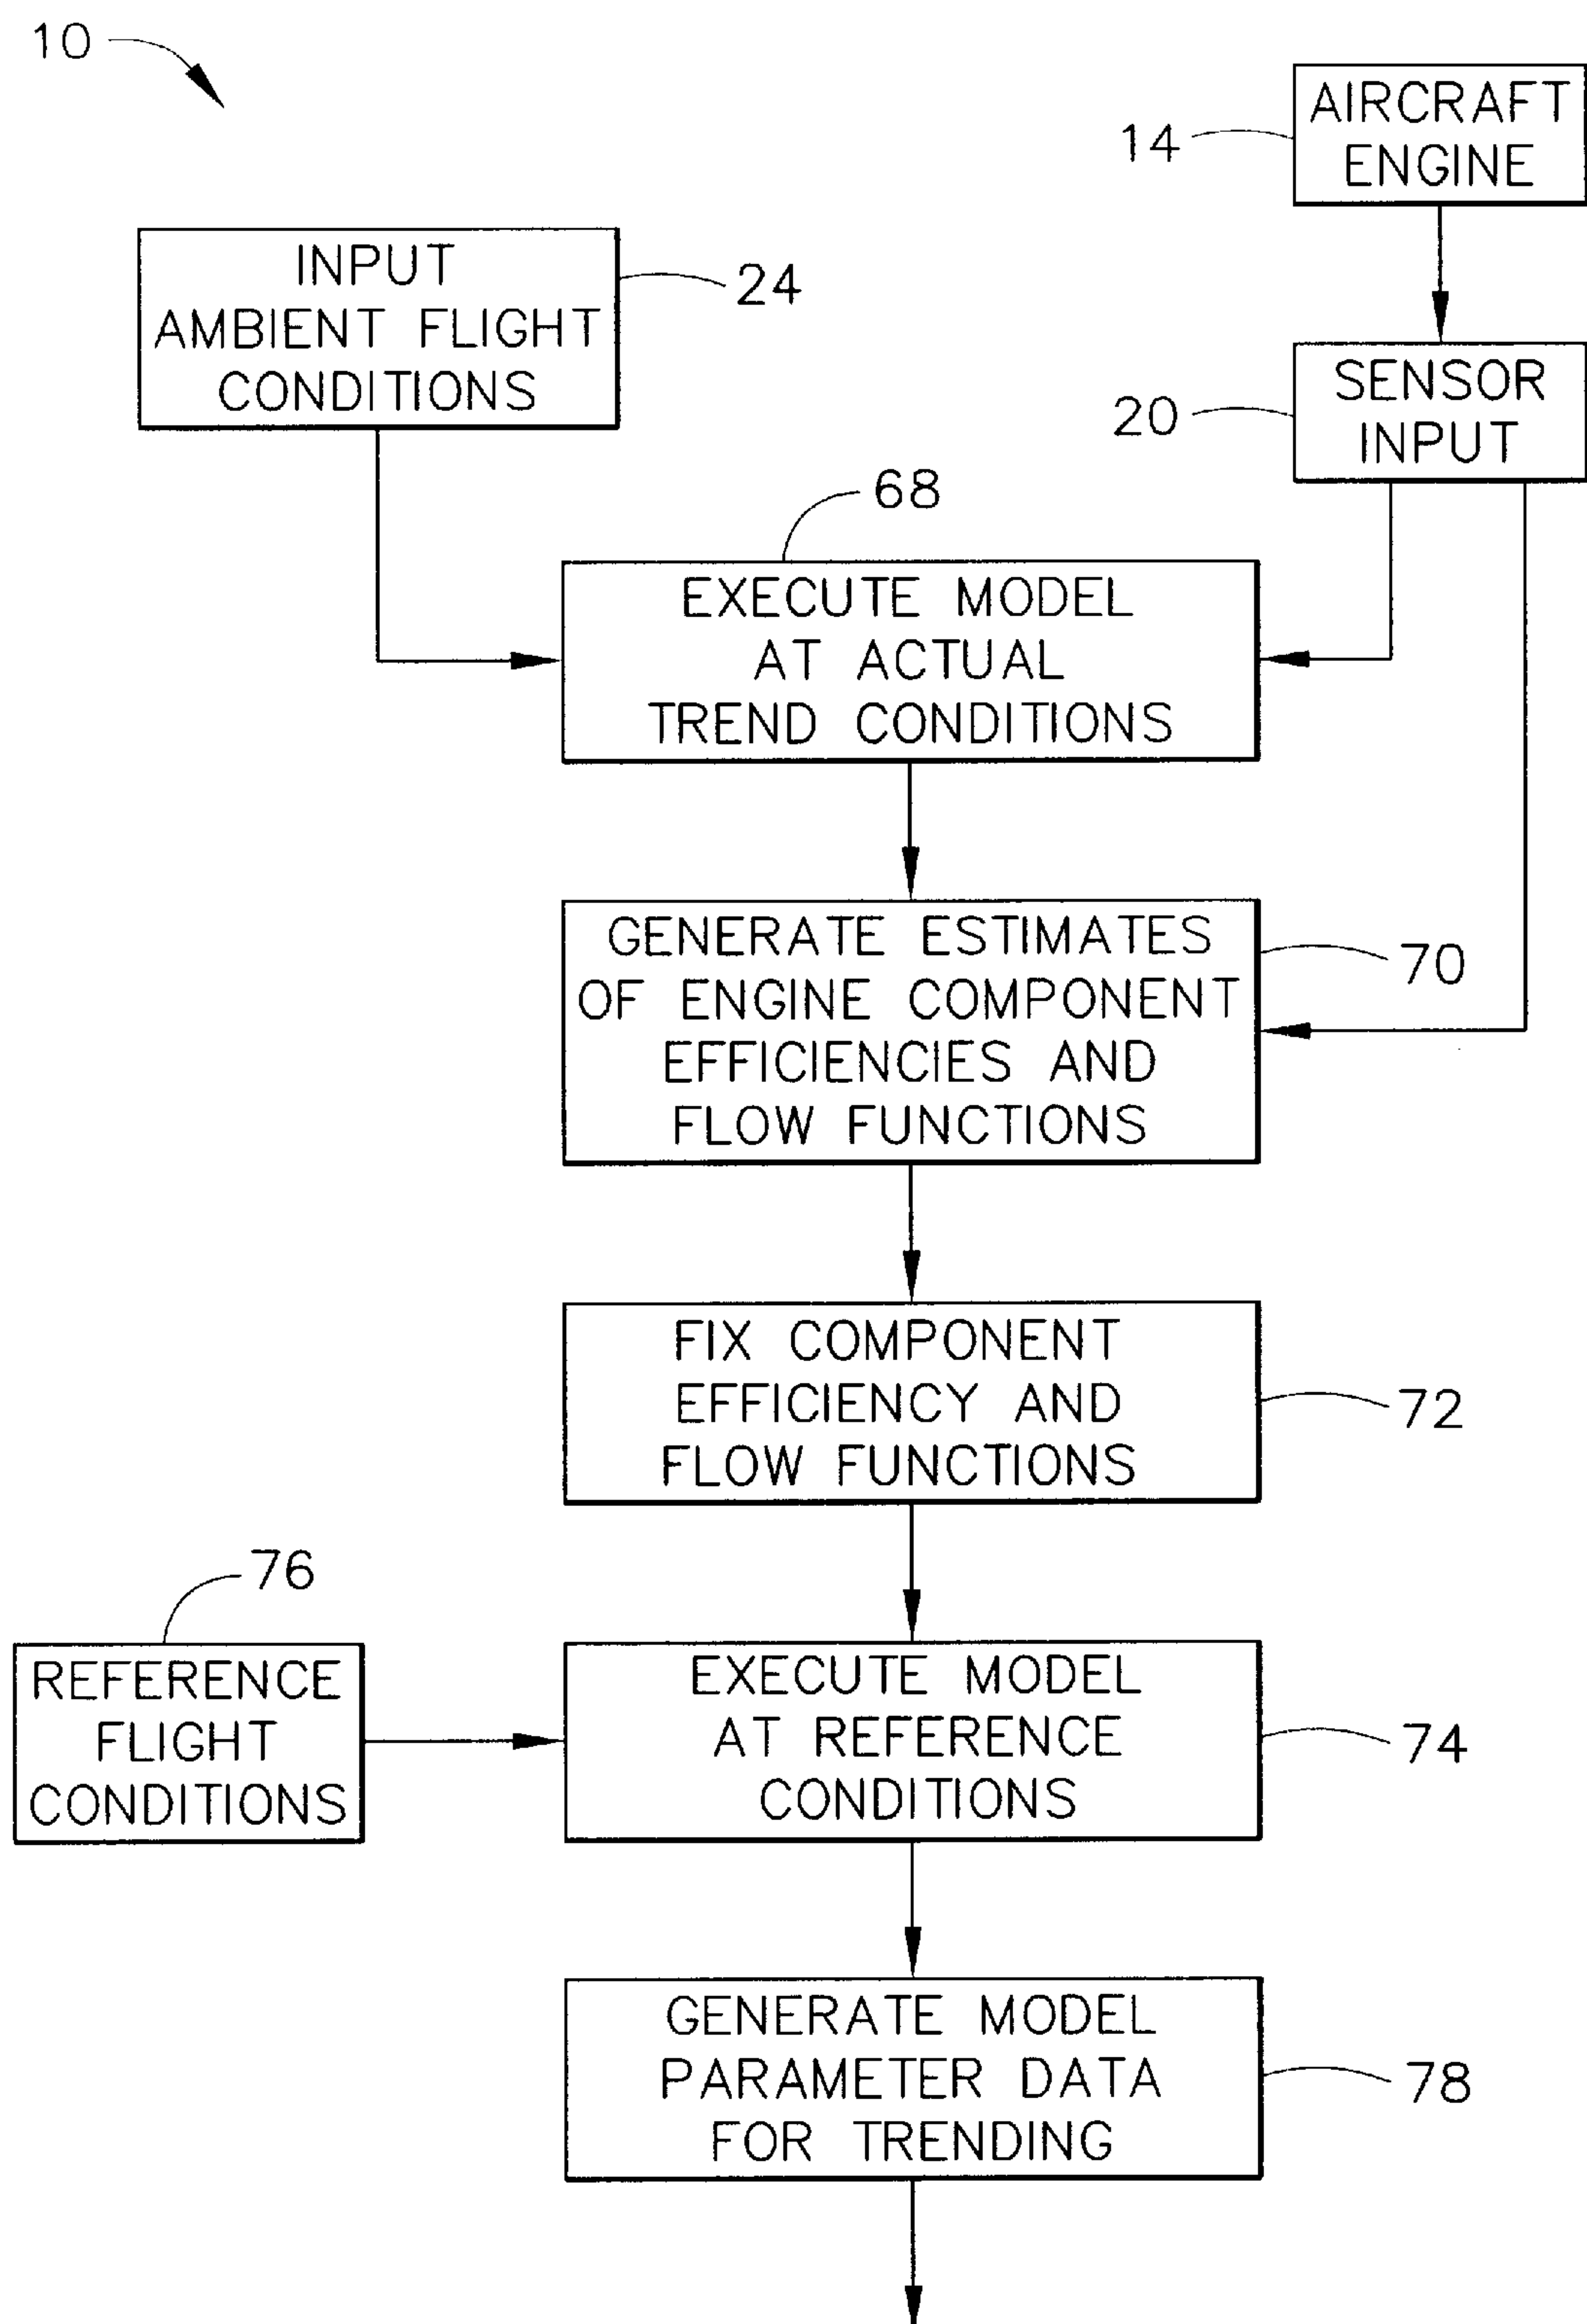 10
AIRCRAFT
ENGINE
14
INPUT
AMBIENT FLIGHT
CONDITIONS
24
SENSOR
INPUT
20
68
EXECUTE MODEL
AT ACTUAL
TREND CONDITIONS
GENERATE ESTIMATES
OF ENGINE COMPONENT
EFFICIENCIES AND
FLOW FUNCTIONS
70
FIX COMPONENT
EFFICIENCY AND
FLOW FUNCTIONS
72
76
REFERENCE
FLIGHT
CONDITIONS
EXECUTE MODEL
AT REFERENCE
CONDITIONS
74
GENERATE MODEL
PARAMETER DATA
FOR TRENDING
78